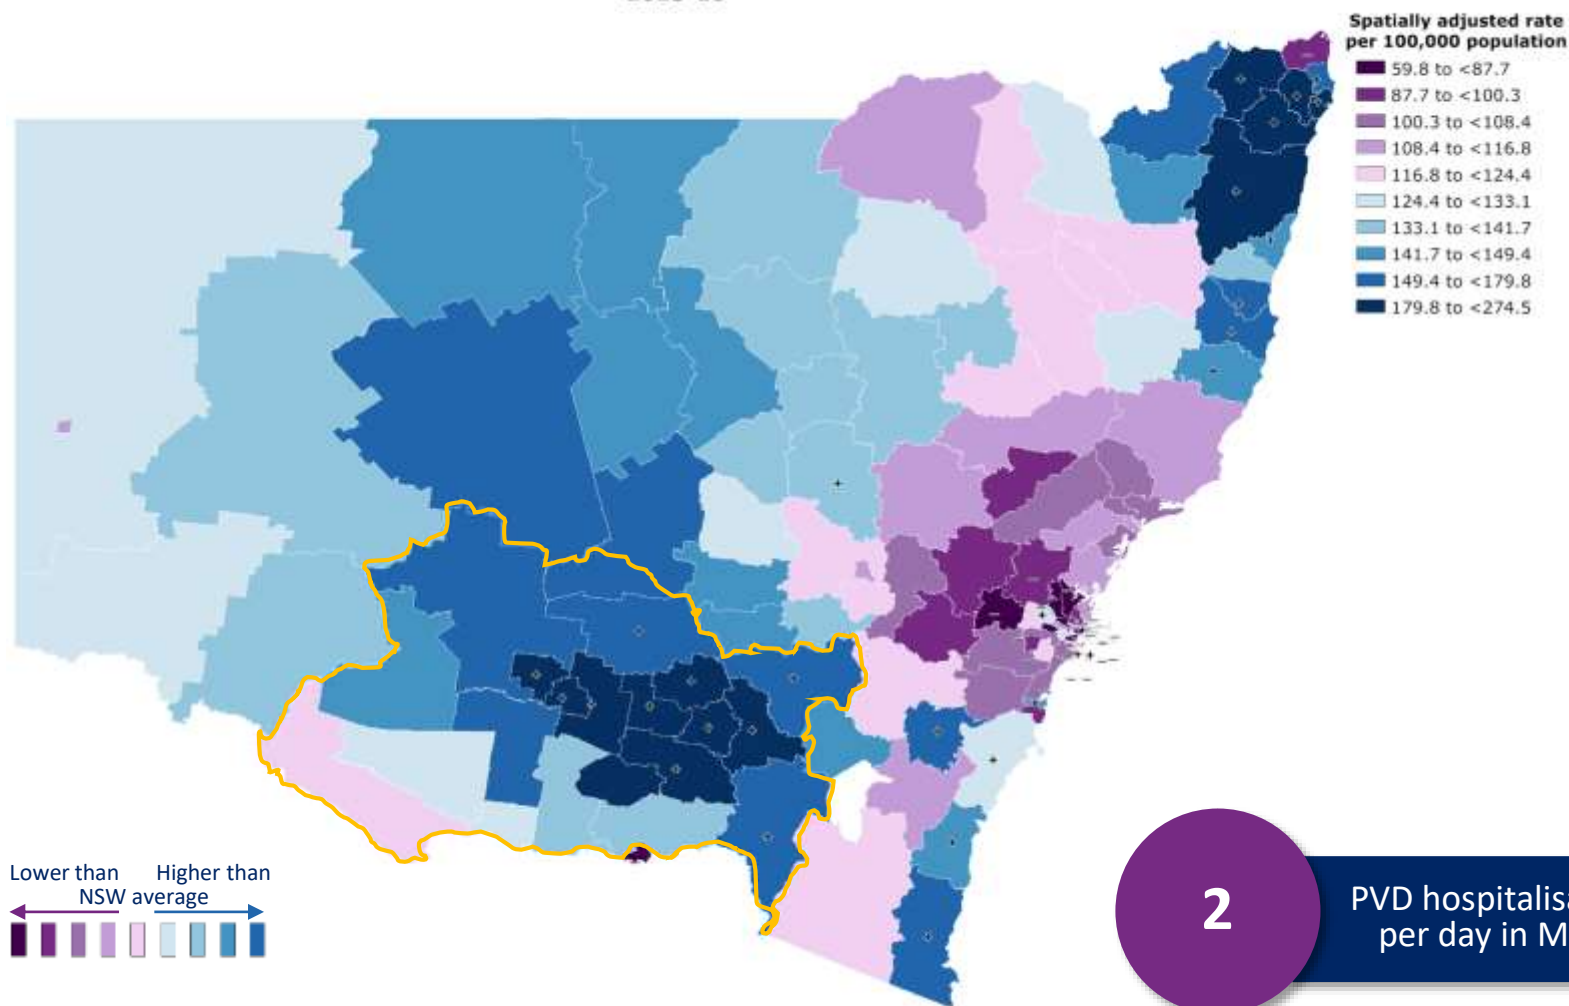 Spatially adjusted rate
per 100,000 population
59.8 to <87.7
87.7 to <100.3
100.3 to <108.4
108.4 to <116.8
116.8 to <124.4
124.4 to <133.1
133.1 to <141.7
141.7 to <149.4
149.4 to <179.8
179.8 to <274.5
Lower than Higher than
NSW average
2
PVD hospitalisa
per day in M